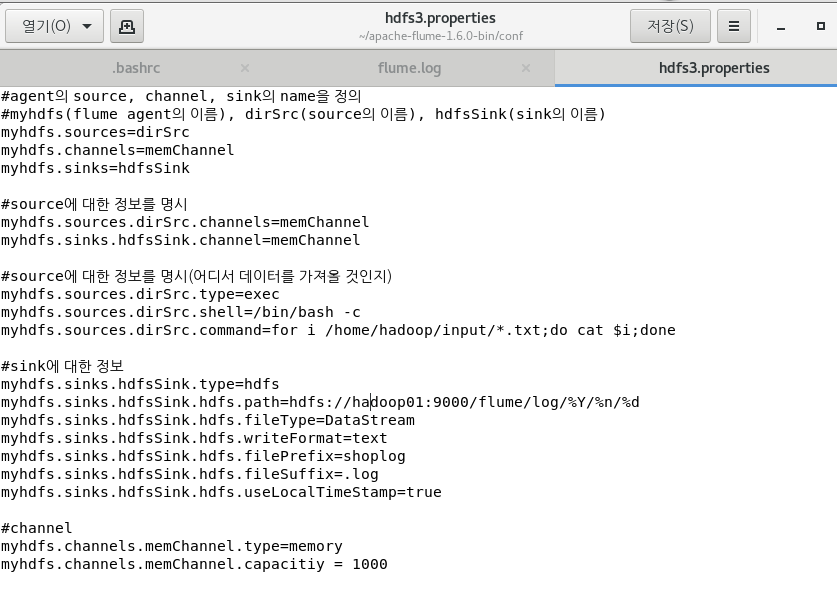 열기(O)
hdfs3.properties
~/apache-flume-1.6.0-bin/conf
저장(S)
.bashrc
flume.log
hdfs3.properties
#agent의 source, channel, sink의 name을 정의
#myhdfs(flume agent의 이름), dirSrc(source의 이름), hdfsSink(sink의 이름)
myhdfs.sources=dirSrc
myhdfs.channels=memChannel
myhdfs.sinks=hdfsSink
#source에 대한 정보를 명시
myhdfs.sources.dirSrc.channels=memChannel
myhdfs.sinks.hdfsSink.channel=memChannel
#source에 대한 정보를 명시(어디서 데이터를 가져올 것인지)
myhdfs.sources.dirSrc.type=exec
myhdfs.sources.dirSrc.shell=/bin/bash -c
myhdfs.sources.dirSrc.command=for i /home/hadoop/input/*.txt;do cat $i;done
#sink에 대한 정보
myhdfs.sinks.hdfsSink.type=hdfs
myhdfs.sinks.hdfsSink.hdfs.path=hdfs://hadoop01:9000/flume/log/%Y/%n/%d
myhdfs.sinks.hdfsSink.hdfs.fileType=DataStream
myhdfs.sinks.hdfsSink.hdfs.writeFormat=text
myhdfs.sinks.hdfsSink.hdfs.filePrefix=shoplog
myhdfs.sinks.hdfsSink.hdfs.fileSuffix=.log
myhdfs.sinks.hdfsSink.hdfs.useLocalTimeStamp=true
#channel
myhdfs.channels.memChannel.type=memory
myhdfs.channels.memChannel.capacitiy = 1000